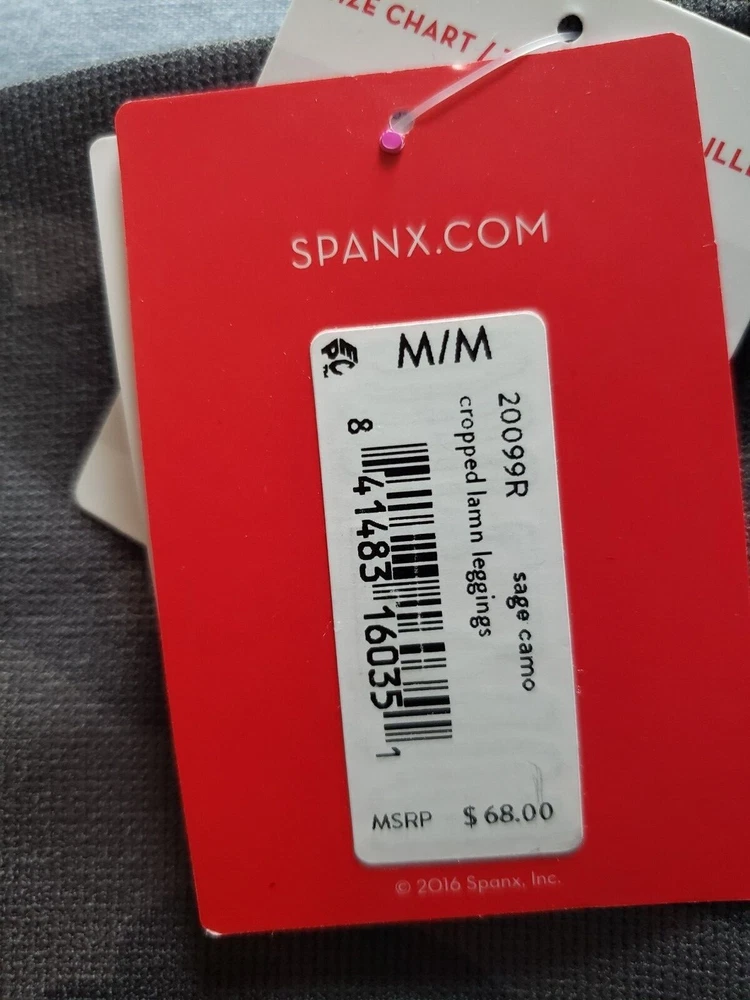 SIZE CHART /
SPANX.COM
M/M
20099R sage camo
cropped lamn leggings
8 41483 16035 1
MSRP $ 68.00
© 2016 Spanx, Inc.